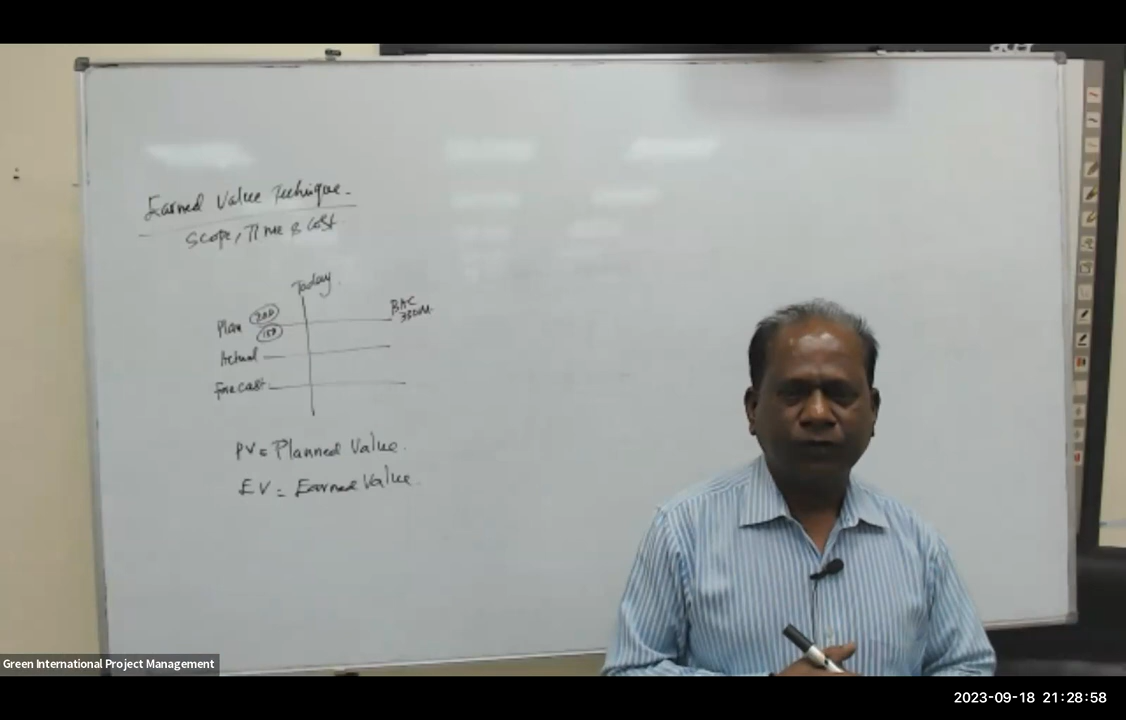 acer
Earned Value Technique.
Scope, Time & Cost
Today
BAC
Plan 200
150
Actual
Forecast
PV = Planned Value.
EV = Earned Value.
Green International Project Management
2023-09-18 21:28:58